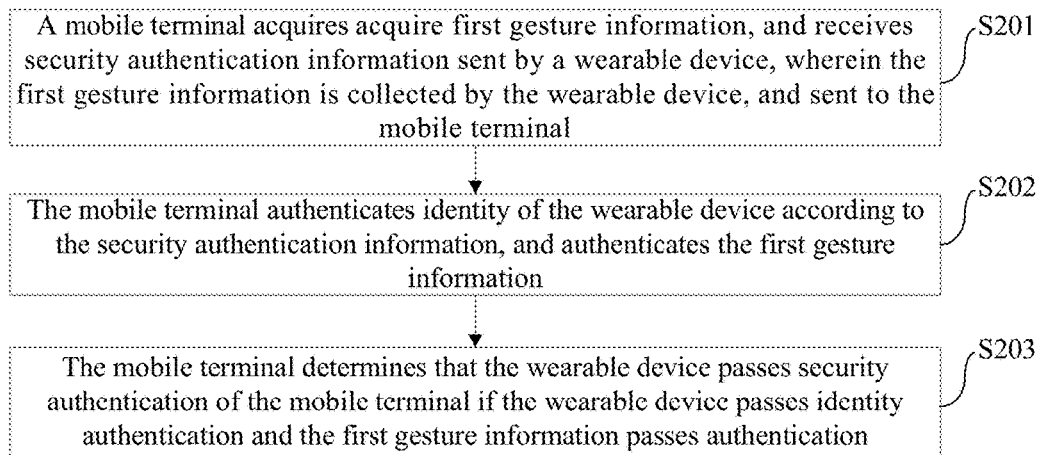 A mobile terminal acquires acquire first gesture information, and receives
S201
security authentication information sent by a wearable device, wherein the
first gesture information is collected by the wearable device, and sent to the
mobile terminal
S202
The mobile terminal authenticates identity of the wearable device according to
the security authentication information, and authenticates the first gesture
information
S203
The mobile terminal determines that the wearable device passes security
authentication of the mobile terminal if the wearable device passes identity
authentication and the first gesture information passes authentication